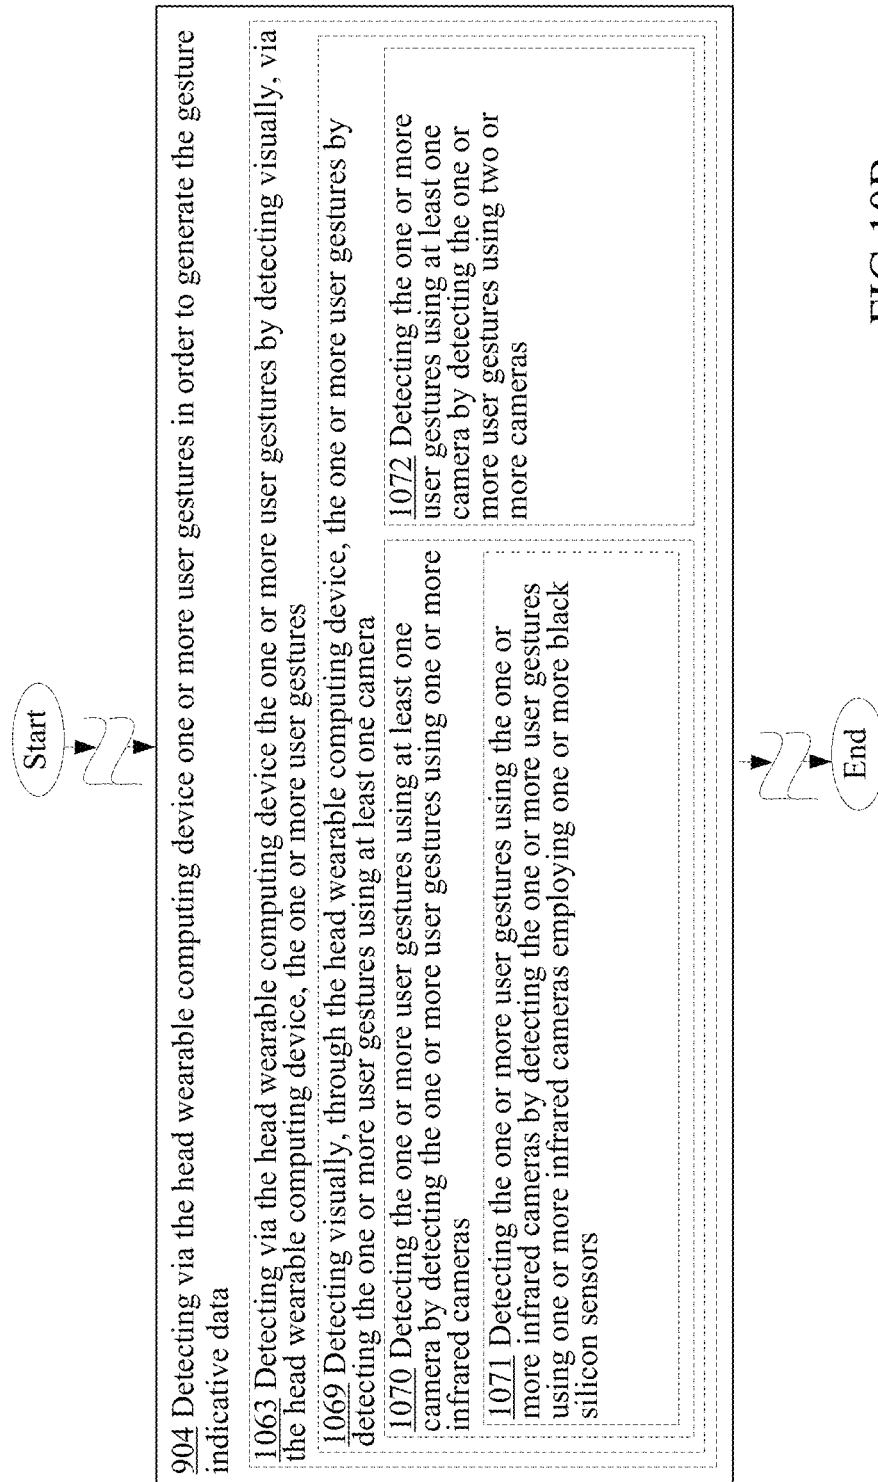 Start
904 Detecting via the head wearable computing device one or more user gestures in order to generate the gesture
indicative data
1063 Detecting via the head wearable computing device the one or more user gestures by detecting visually, via
the head wearable computing device, the one or more user gestures
1069 Detecting visually, through the head wearable computing device, the one or more user gestures by
detecting the one or more user gestures using at least one camera
1070 Detecting the one or more user gestures using at least one
camera by detecting the one or more user gestures using one or more
infrared cameras
1071 Detecting the one or more user gestures using the one or
more infrared cameras by detecting the one or more user gestures
using one or more infrared cameras employing one or more black
silicon sensors
1072 Detecting the one or more
user gestures using at least one
camera by detecting the one or
more user gestures using two or
more cameras
End